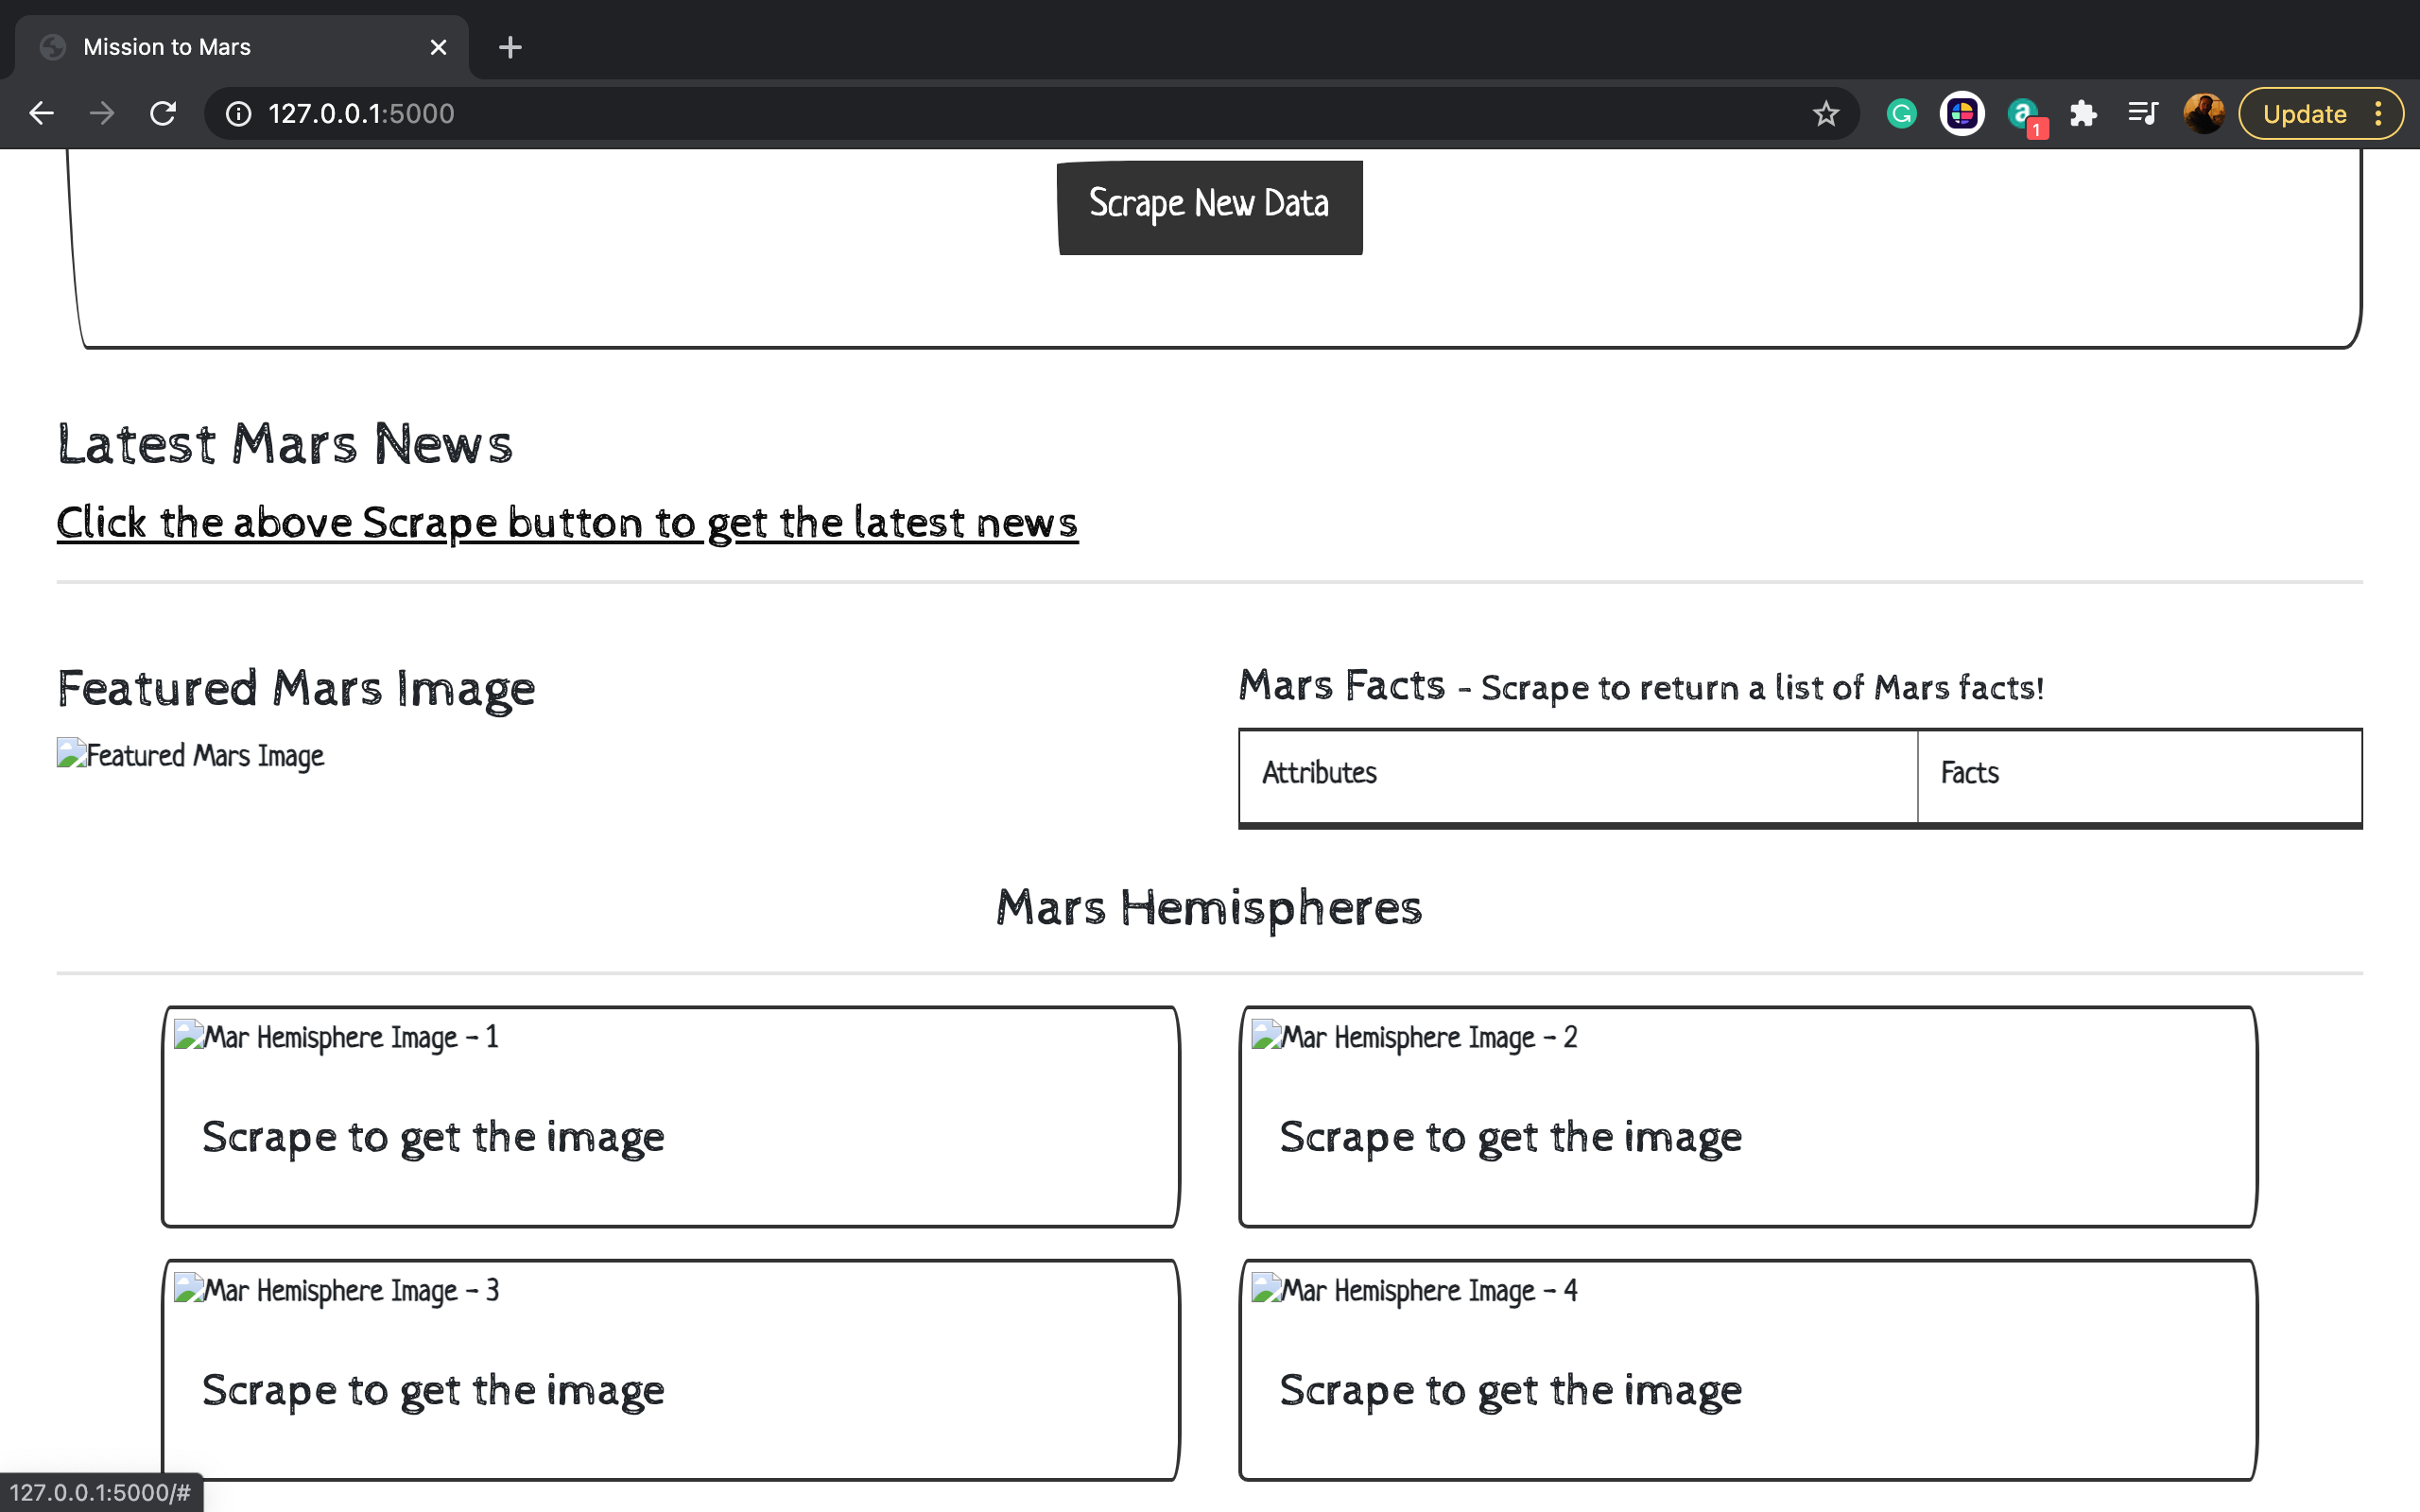 Mission to Mars
127.0.0.1:5000
1
Update
Scrape New Data
Latest Mars News
Click the above Scrape button to get the latest news
Featured Mars Image
Mars Facts - Scrape to return a list of Mars facts!
Featured Mars Image
Attributes Facts
Mars Hemispheres
Mar Hemisphere Image - 1
Scrape to get the image
Mar Hemisphere Image - 2
Scrape to get the image
Mar Hemisphere Image - 3
Scrape to get the image
Mar Hemisphere Image - 4
Scrape to get the image
127.0.0.1:5000/#